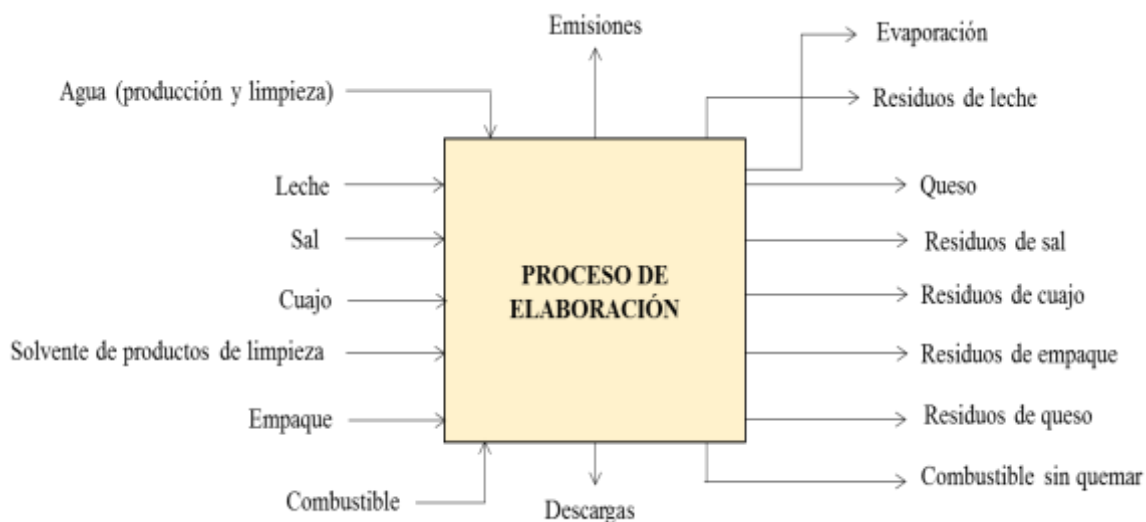 Emisiones
Evaporación
Agua (producción y limpieza)
Residuos de leche
Leche
Queso
Sal
Residuos de sal
PROCESO DE
ELABORACIÓN
Cuajo
Residuos de cuajo
Solvente de productos de limpieza
Residuos de empaque
Empaque
Residuos de queso
Combustible
Combustible sin quemar
Descargas